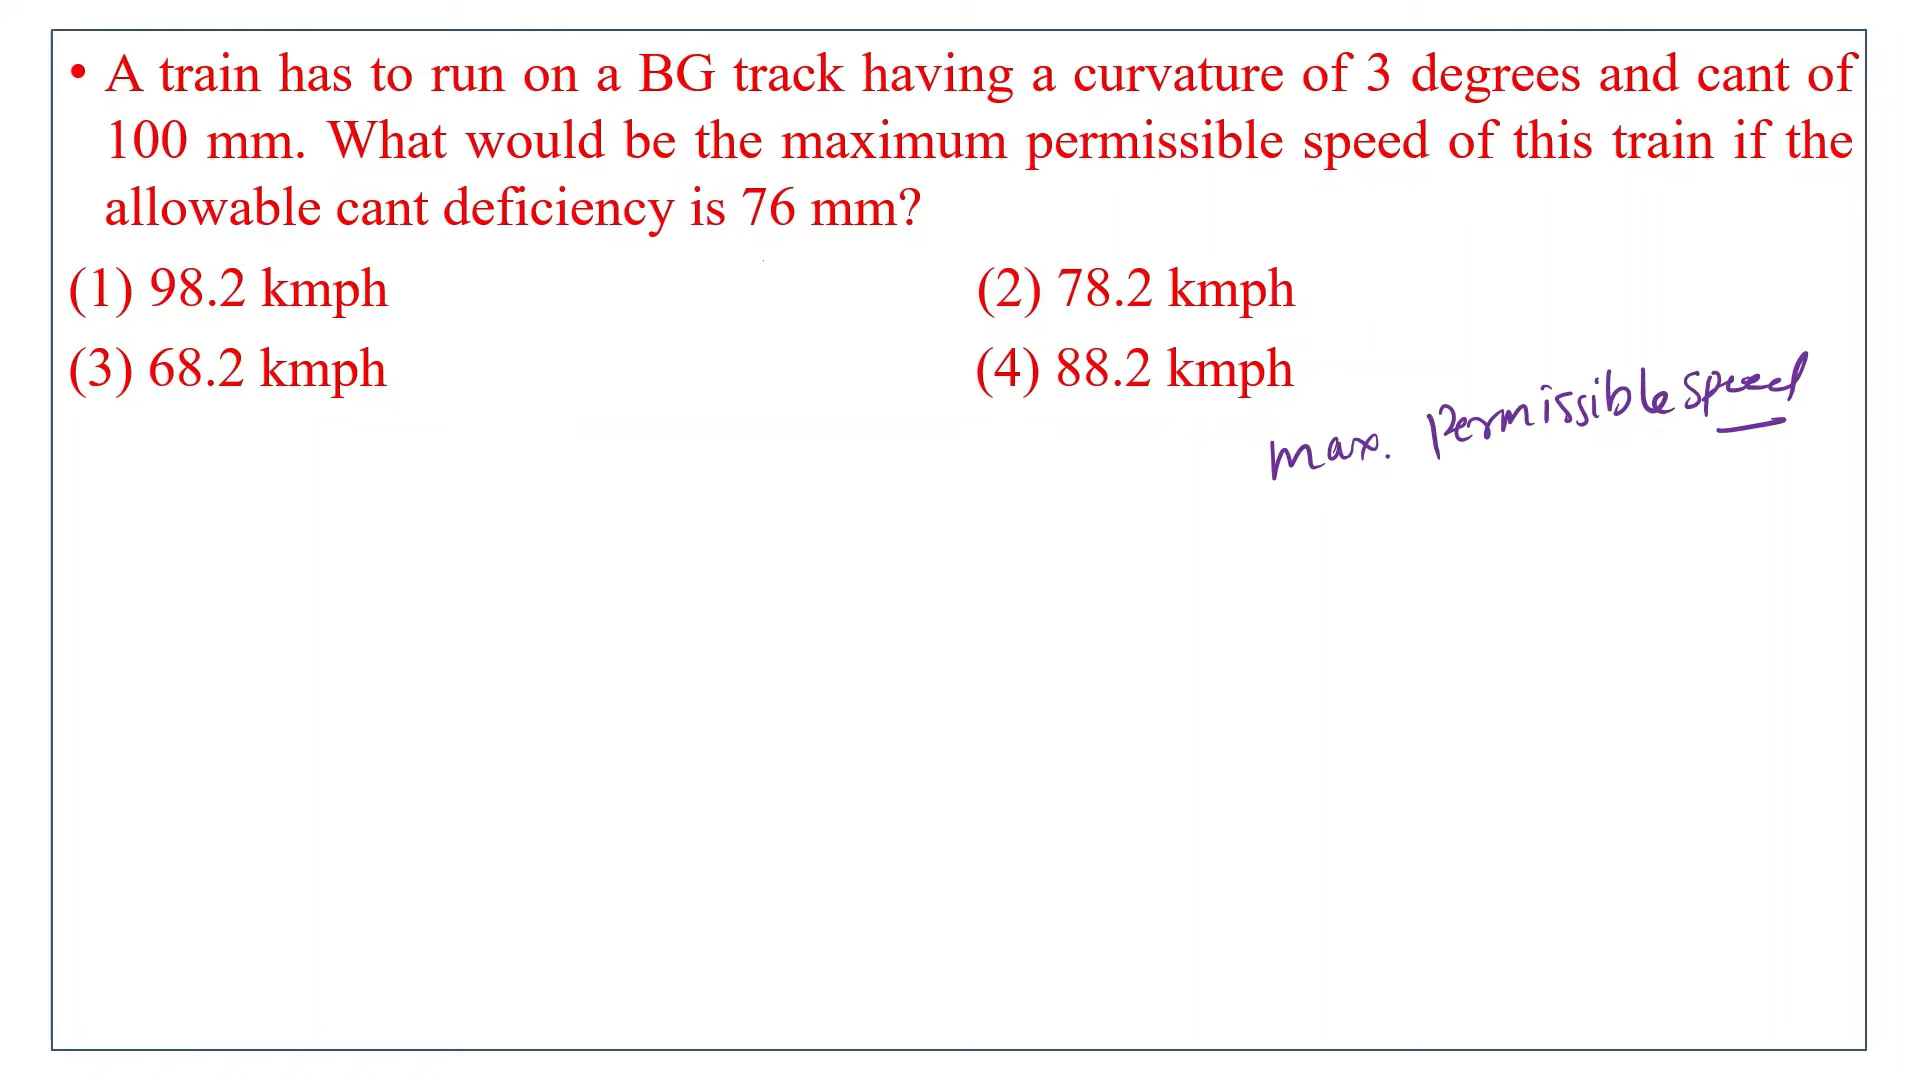 • A train has to run on a BG track having a curvature of 3 degrees and cant of
100 mm. What would be the maximum permissible speed of this train if the
allowable cant deficiency is 76 mm?
(1) 98.2 kmph (2) 78.2 kmph
(3) 68.2 kmph (4) 88.2 kmph
max. Permissible speed